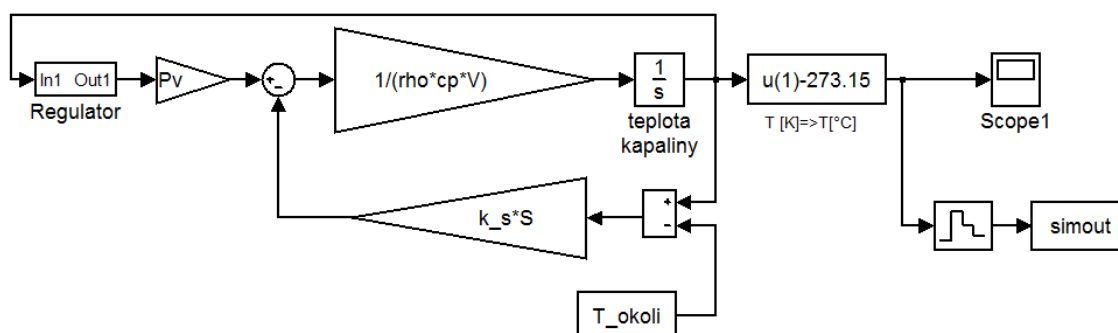 In1 Out1
Regulator
Pv
+
-
1/(rho*cp*V)
1
s
teplota
kapaliny
u(1)-273.15
T [K]=>T[°C]
Scope1
k_s*S
+
-
simout
T_okoli